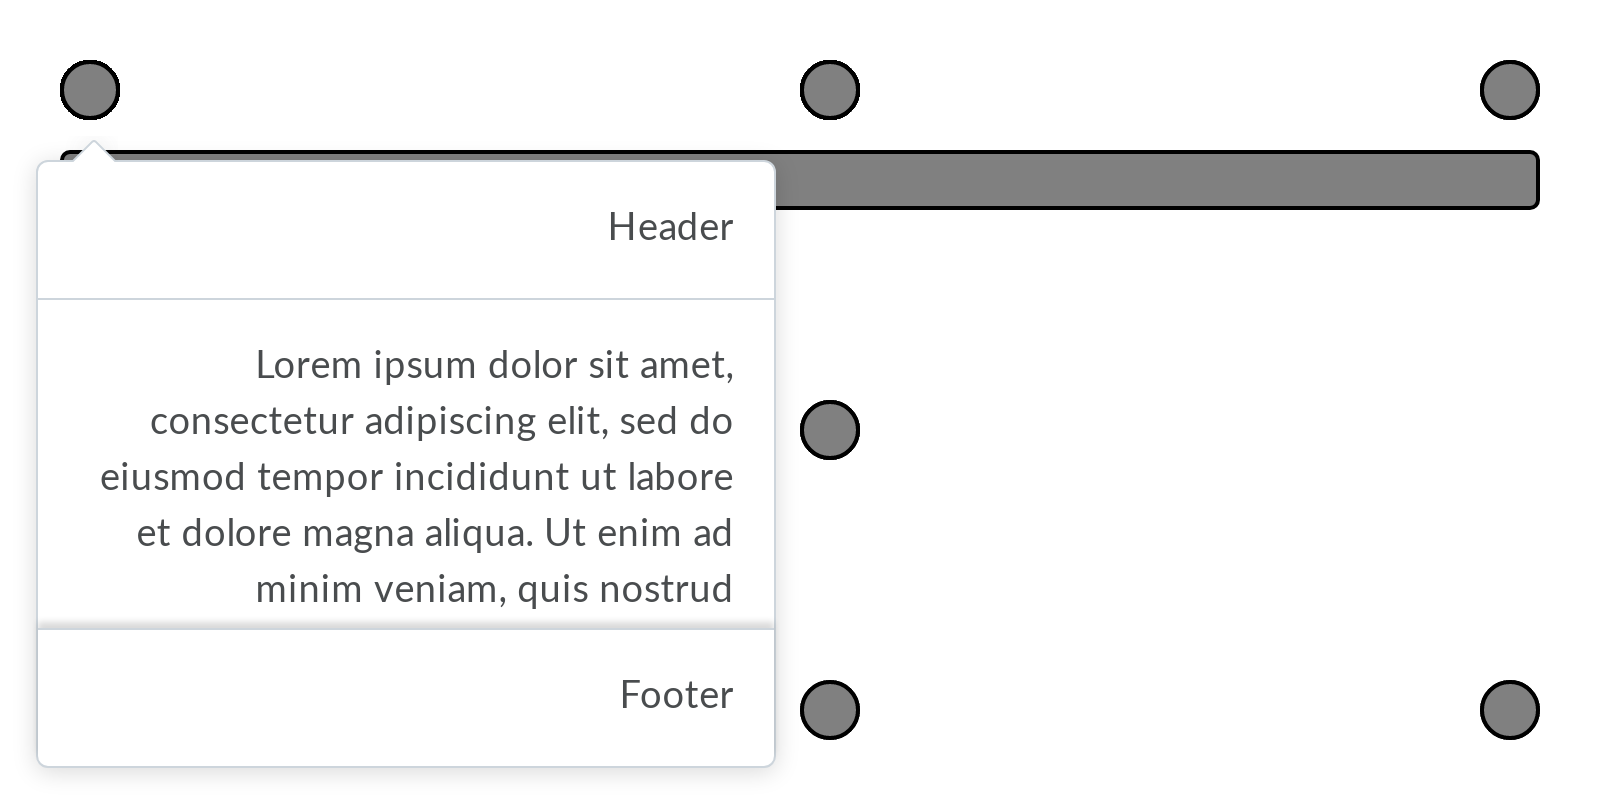 Header
Lorem ipsum dolor sit amet,
consectetur adipiscing elit, sed do
eiusmod tempor incididunt ut labore
et dolore magna aliqua. Ut enim ad
minim veniam, quis nostrud
Footer